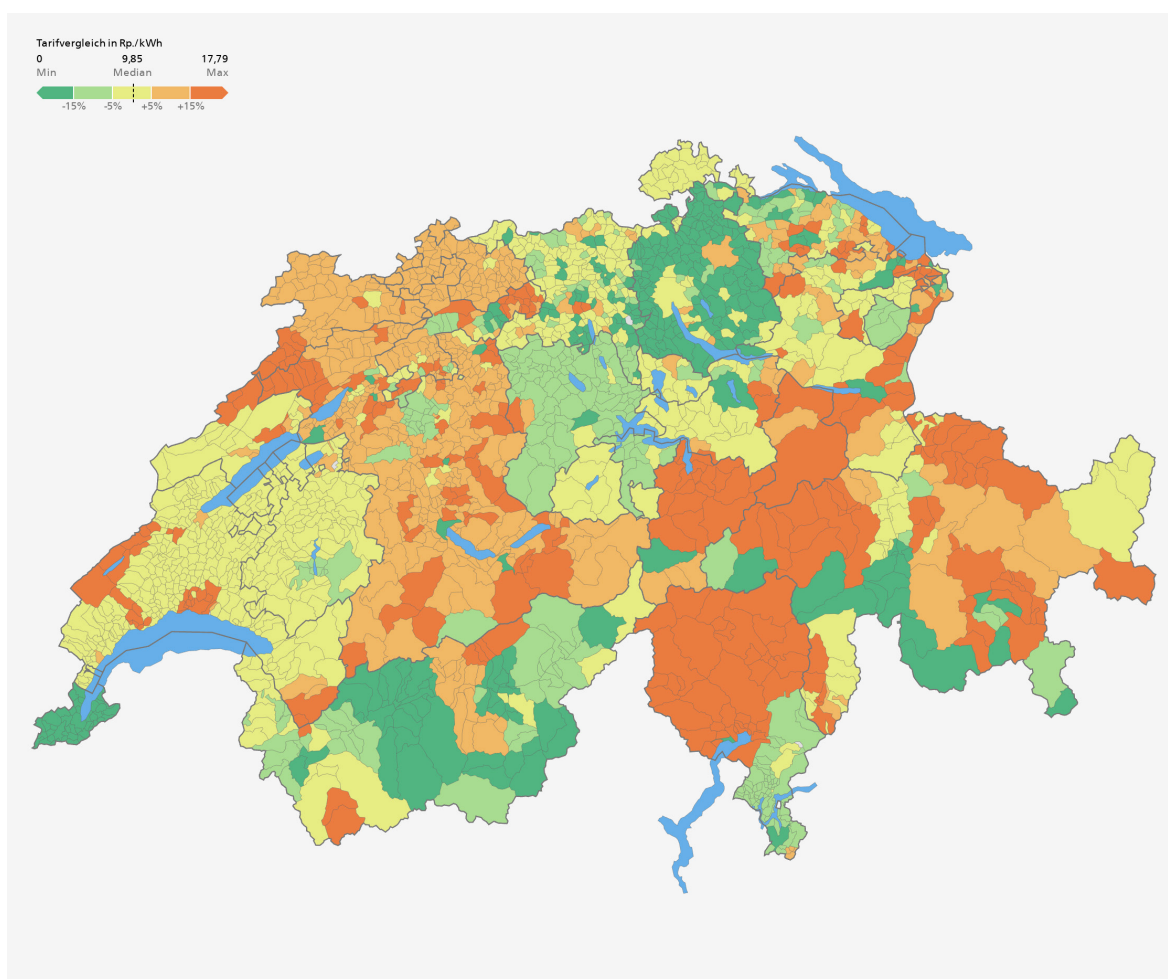 Tarifvergleich in Rp./kWh
0 9,85 17,79
Min Median Max
-15% -5% +5% +15%